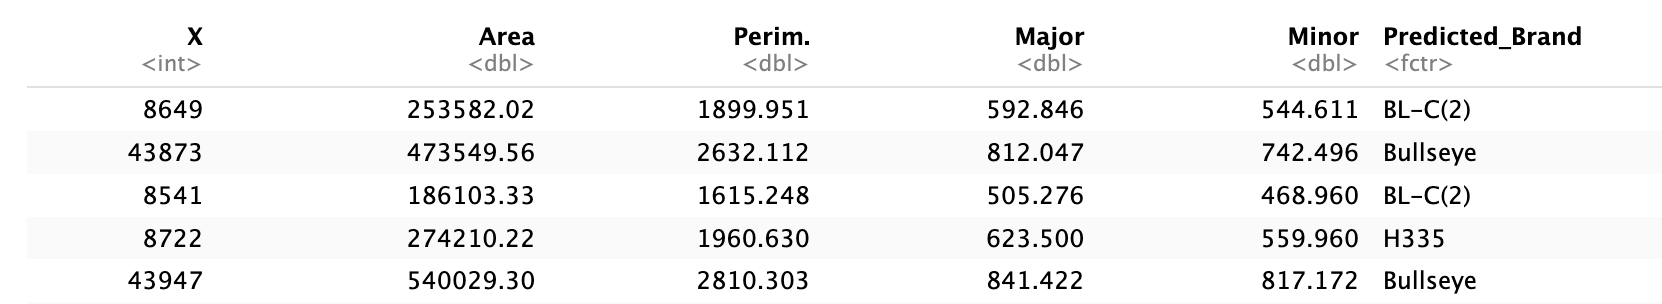 X Area Perim. Major Minor Predicted_Brand
<int> <dbl> <dbl> <dbl> <dbl> <fctr>
8649 253582.02 1899.951 592.846 544.611 BL-C(2)
43873 473549.56 2632.112 812.047 742.496 Bullseye
8541 186103.33 1615.248 505.276 468.960 BL-C(2)
8722 274210.22 1960.630 623.500 559.960 H335
43947 540029.30 2810.303 841.422 817.172 Bullseye